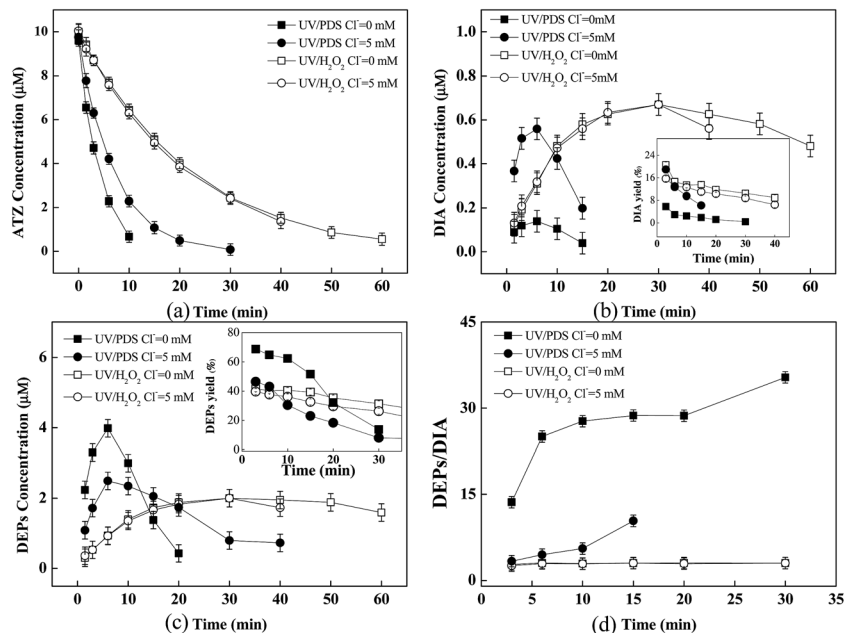 ATZ Concentration (μM)
10
8
6
4
2
0
UV/PDS Cl⁻=0 mM
UV/PDS Cl⁻=5 mM
UV/H₂O₂ Cl⁻=0 mM
UV/H₂O₂ Cl⁻=5 mM
0 10 20 30 40 50 60
(a) Time (min)
DIA Concentration (μM)
1.0
0.8
0.6
0.4
0.2
0.0
UV/PDS Cl⁻=0mM
UV/PDS Cl⁻=5mM
UV/H₂O₂ Cl⁻=0mM
UV/H₂O₂ Cl⁻=5mM
DIA yield (%)
24
16
8
0
0 10 20 30 40
Time (min)
0 10 20 30 40 50 60
(b) Time (min)
DEPs Concentration (μM)
6
4
2
0
UV/PDS Cl⁻=0 mM
UV/PDS Cl⁻=5 mM
UV/H₂O₂ Cl⁻=0 mM
UV/H₂O₂ Cl⁻=5 mM
DEPs yield (%)
80
60
40
20
0
0 10 20 30
Time (min)
0 10 20 30 40 50 60
(c) Time (min)
DEPs/DIA
45
30
15
0
UV/PDS Cl⁻=0 mM
UV/PDS Cl⁻=5 mM
UV/H₂O₂ Cl⁻=0 mM
UV/H₂O₂ Cl⁻=5 mM
0 5 10 15 20 25 30
(d) Time (min)